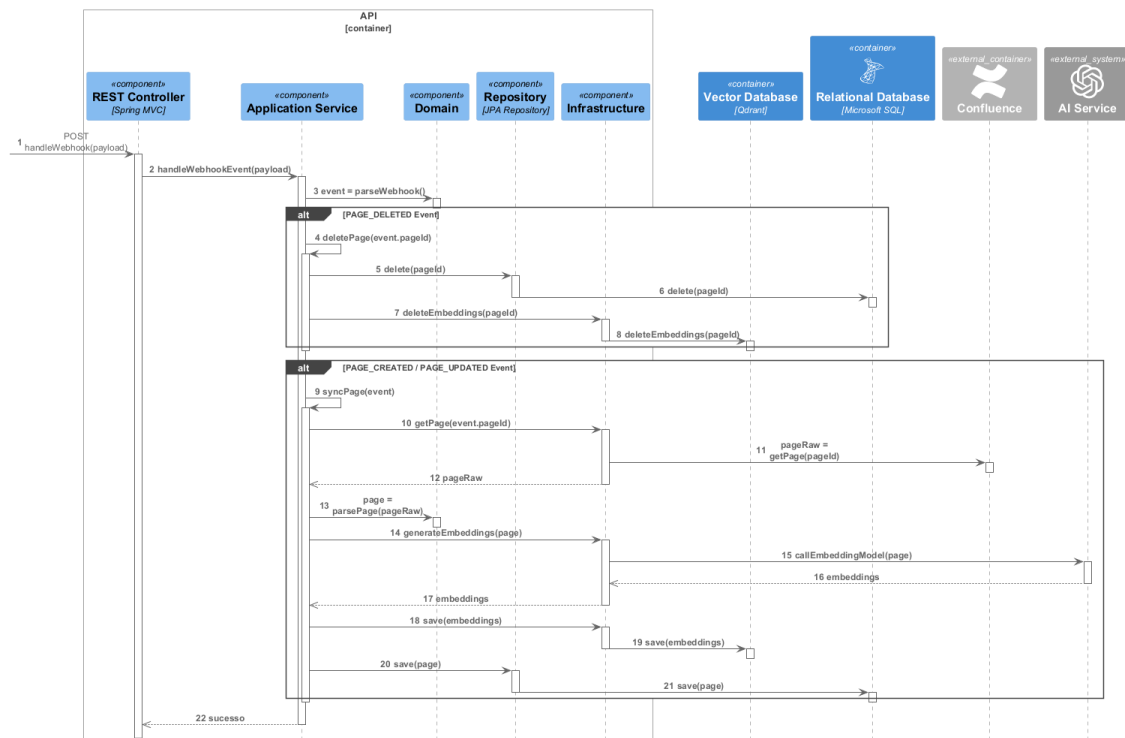 API
[container]
«component»
REST Controller
[Spring MVC]
«component»
Application Service
«component»
Domain
«component»
Repository
[JPA Repository]
«component»
Infrastructure
«container»
Vector Database
[Qdrant]
«container»
Relational Database
[Microsoft SQL]
«external_container»
Confluence
«external_system»
AI Service
1 POST
handleWebhook(payload)
2 handleWebhookEvent(payload)
3 event = parseWebhook()
alt [PAGE_DELETED Event]
4 deletePage(event.pageId)
5 delete(pageId)
6 delete(pageId)
7 deleteEmbeddings(pageId)
8 deleteEmbeddings(pageId)
alt [PAGE_CREATED / PAGE_UPDATED Event]
9 syncPage(event)
10 getPage(event.pageId)
11 pageRaw =
getPage(pageId)
12 pageRaw
13 page =
parsePage(pageRaw)
14 generateEmbeddings(page)
15 callEmbeddingModel(page)
16 embeddings
17 embeddings
18 save(embeddings)
19 save(embeddings)
20 save(page)
21 save(page)
22 sucesso